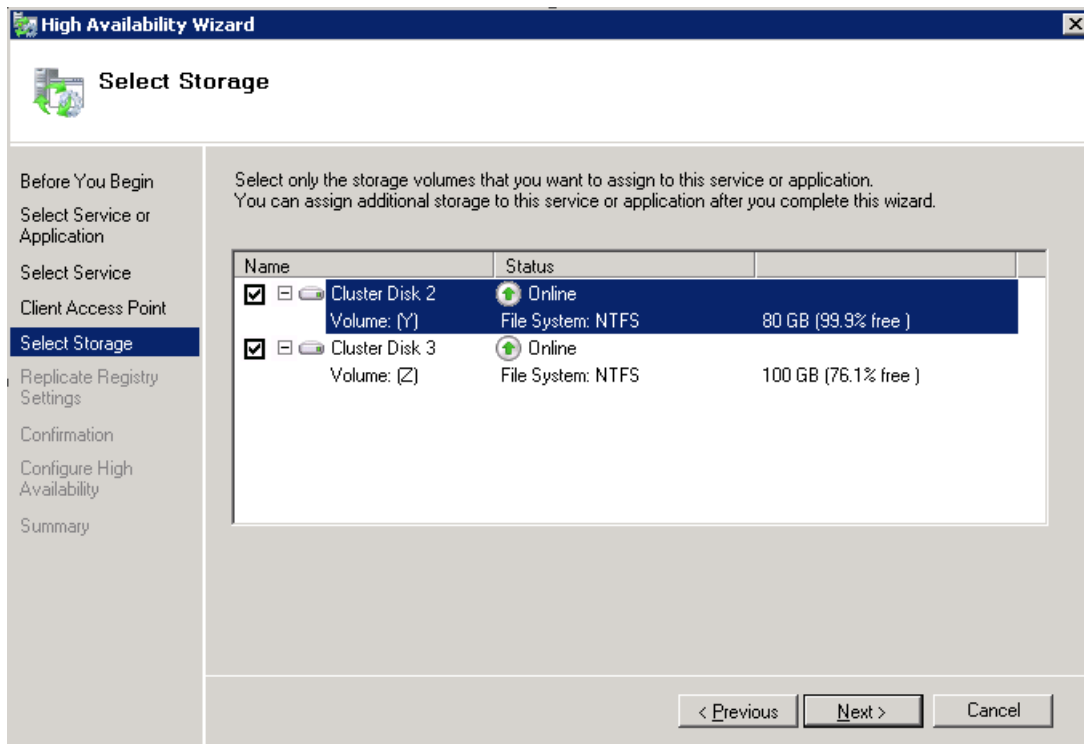 High Availability Wizard
Select Storage
Before You Begin
Select Service or
Application
Select Service
Client Access Point
Select Storage
Replicate Registry
Settings
Confirmation
Configure High
Availability
Summary
Select only the storage volumes that you want to assign to this service or application.
You can assign additional storage to this service or application after you complete this wizard.
Name Status
Cluster Disk 2 Online
Volume: (Y) File System: NTFS 80 GB (99.9% free )
Cluster Disk 3 Online
Volume: (Z) File System: NTFS 100 GB (76.1% free )
< Previous Next > Cancel